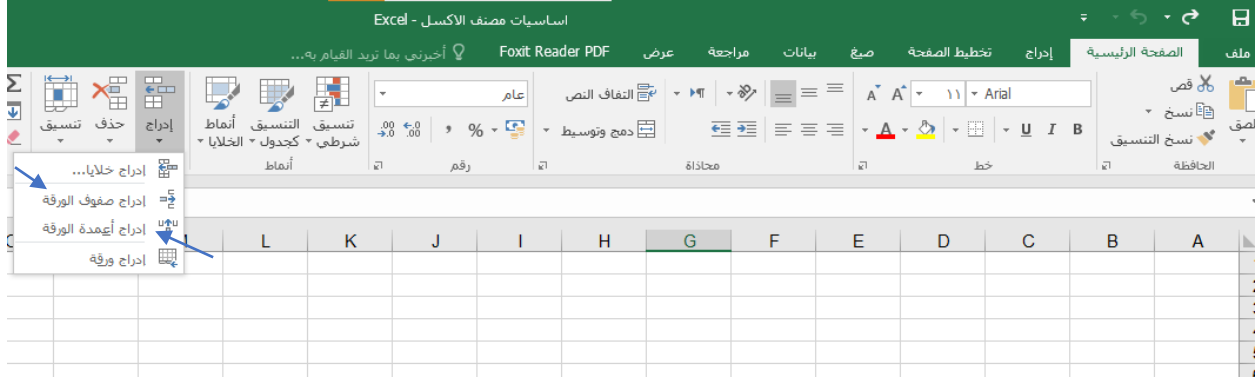 اساسيات مصنف الاكسل - Excel
ملف الصفحة الرئيسية إدراج تخطيط الصفحة صيغ بيانات مراجعة عرض Foxit Reader PDF أخبرني بما تريد القيام به...
قص
نسخ
نسخ التنسيق
الحافظة
Arial ١١
B I U
خط
التفاف النص
دمج وتوسيط
محاذاة
عام
%
رقم
تنسيق شرطي
التنسيق كجدول
أنماط الخلايا
أنماط
إدراج
حذف
تنسيق
إدراج خلايا...
إدراج صفوف الورقة
إدراج أعمدة الورقة
إدراج ورقة
A B C D E F G H I J K L